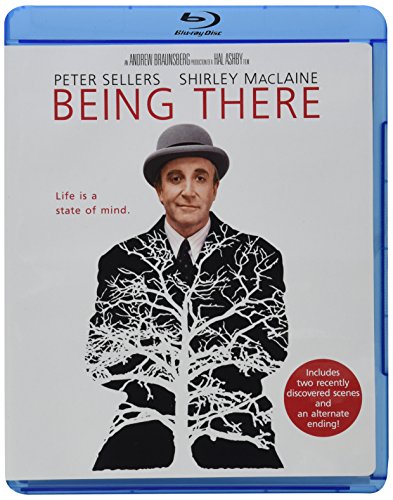 Blu-ray Disc
AN ANDREW BRAUNSBERG PRODUCTION OF A HAL ASHBY FILM
PETER SELLERS SHIRLEY MACLAINE
BEING THERE
Life is a
state of mind.
Includes
two recently
discovered scenes
and
an alternate
ending!